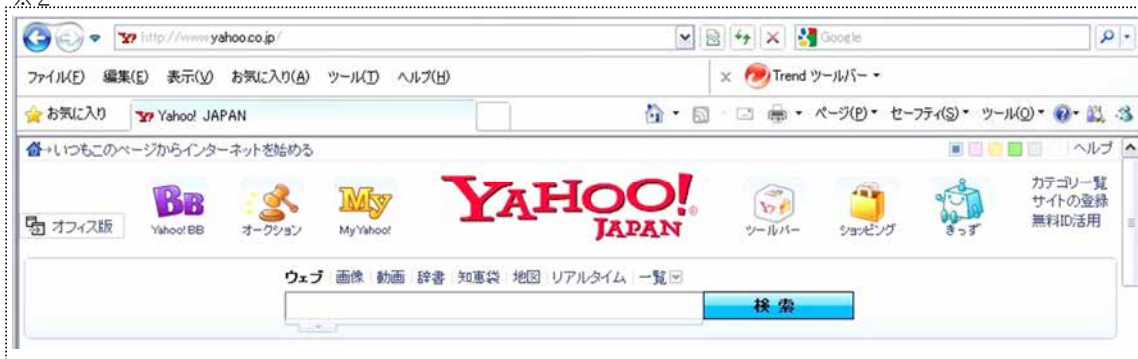 ※2
http://www.yahoo.co.jp/
Google
ファイル(F) 編集(E) 表示(V) お気に入り(A) ツール(T) ヘルプ(H)
x Trend ツールバー
お気に入り Yahoo! JAPAN
ページ(P) セーフティ(S) ツール(O)
いつもこのページからインターネットを始める
ヘルプ
オフィス版
BB
Yahoo! BB
オークション
My
My Yahoo!
YAHOO!
JAPAN
ツールバー
ショッピング
きっず
カテゴリ一覧
サイトの登録
無料ID活用
ウェブ 画像 動画 辞書 知恵袋 地図 リアルタイム 一覧
検索